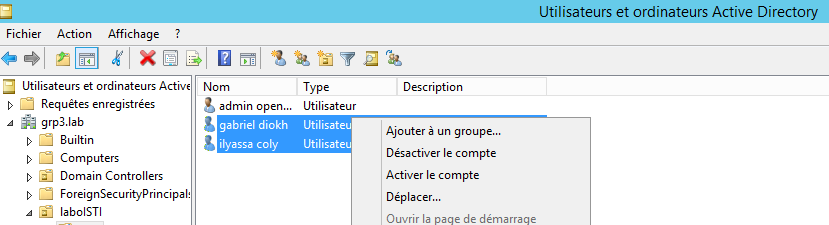 Utilisateurs et ordinateurs Active Directory
Fichier Action Affichage ?
Utilisateurs et ordinateurs Active
Requêtes enregistrées
grp3.lab
Builtin
Computers
Domain Controllers
ForeignSecurityPrincipals
laboISTI
Nom Type Description
admin open... Utilisateur
gabriel diokh Utilisateu
ilyassa coly Utilisateu
Ajouter à un groupe...
Désactiver le compte
Activer le compte
Déplacer...
Ouvrir la page de démarrage